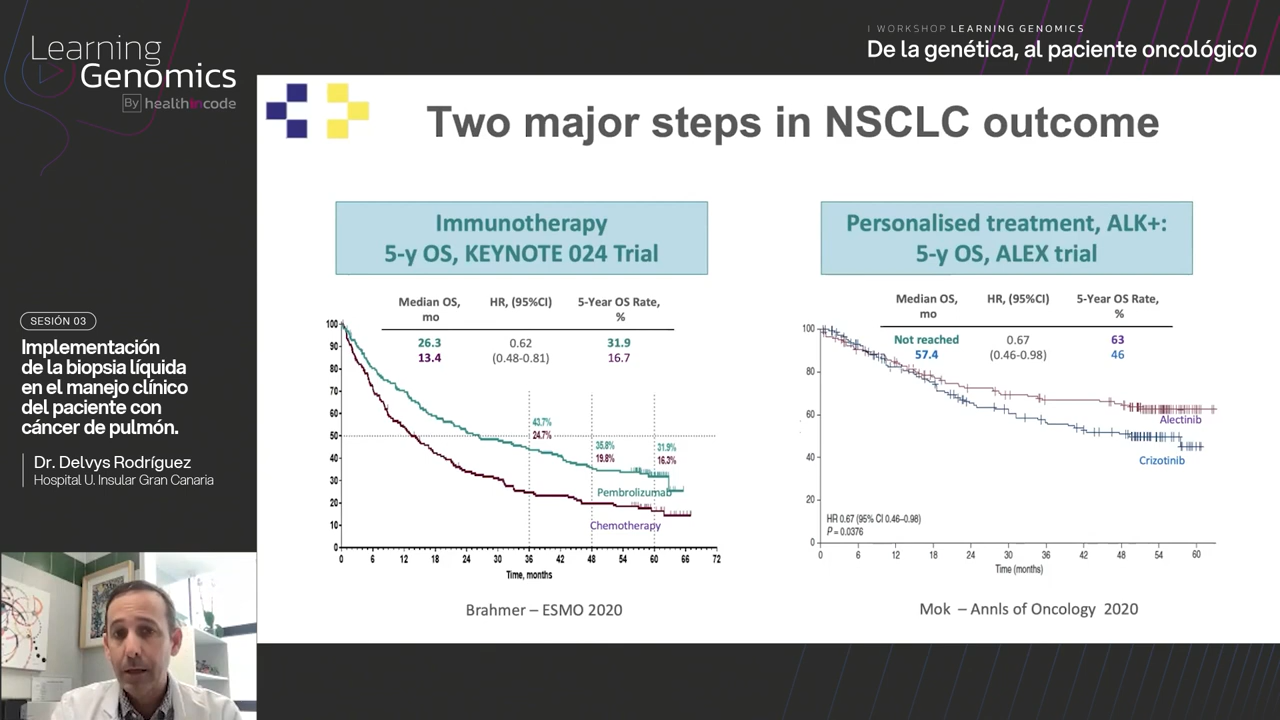 Learning
Genomics
By healthincode
I WORKSHOP LEARNING GENOMICS
De la genética, al paciente oncológico
SESIÓN 03
Implementación
de la biopsia líquida
en el manejo clínico
del paciente con
cáncer de pulmón.
Dr. Delvys Rodríguez
Hospital U. Insular Gran Canaria
Two major steps in NSCLC outcome
Immunotherapy
5-y OS, KEYNOTE 024 Trial
Median OS, mo HR, (95%CI) 5-Year OS Rate, %
26.3 0.62 31.9
13.4 (0.48-0.81) 16.7
100
90
80
70
60
50
40
30
20
10
0
43.7%
24.7%
35.8%
19.8%
31.9%
16.3%
Pembrolizumab
Chemotherapy
0 6 12 18 24 30 36 42 48 54 60 66 72
Time, months
Brahmer – ESMO 2020
Personalised treatment, ALK+:
5-y OS, ALEX trial
Median OS, mo HR, (95%CI) 5-Year OS Rate, %
Not reached 0.67 63
57.4 (0.46-0.98) 46
100
80
60
40
20
0
Alectinib
Crizotinib
HR 0.67 (95% CI 0.46–0.98)
P = 0.0376
0 6 12 18 24 30 36 42 48 54 60
Time (months)
Mok – Annls of Oncology 2020